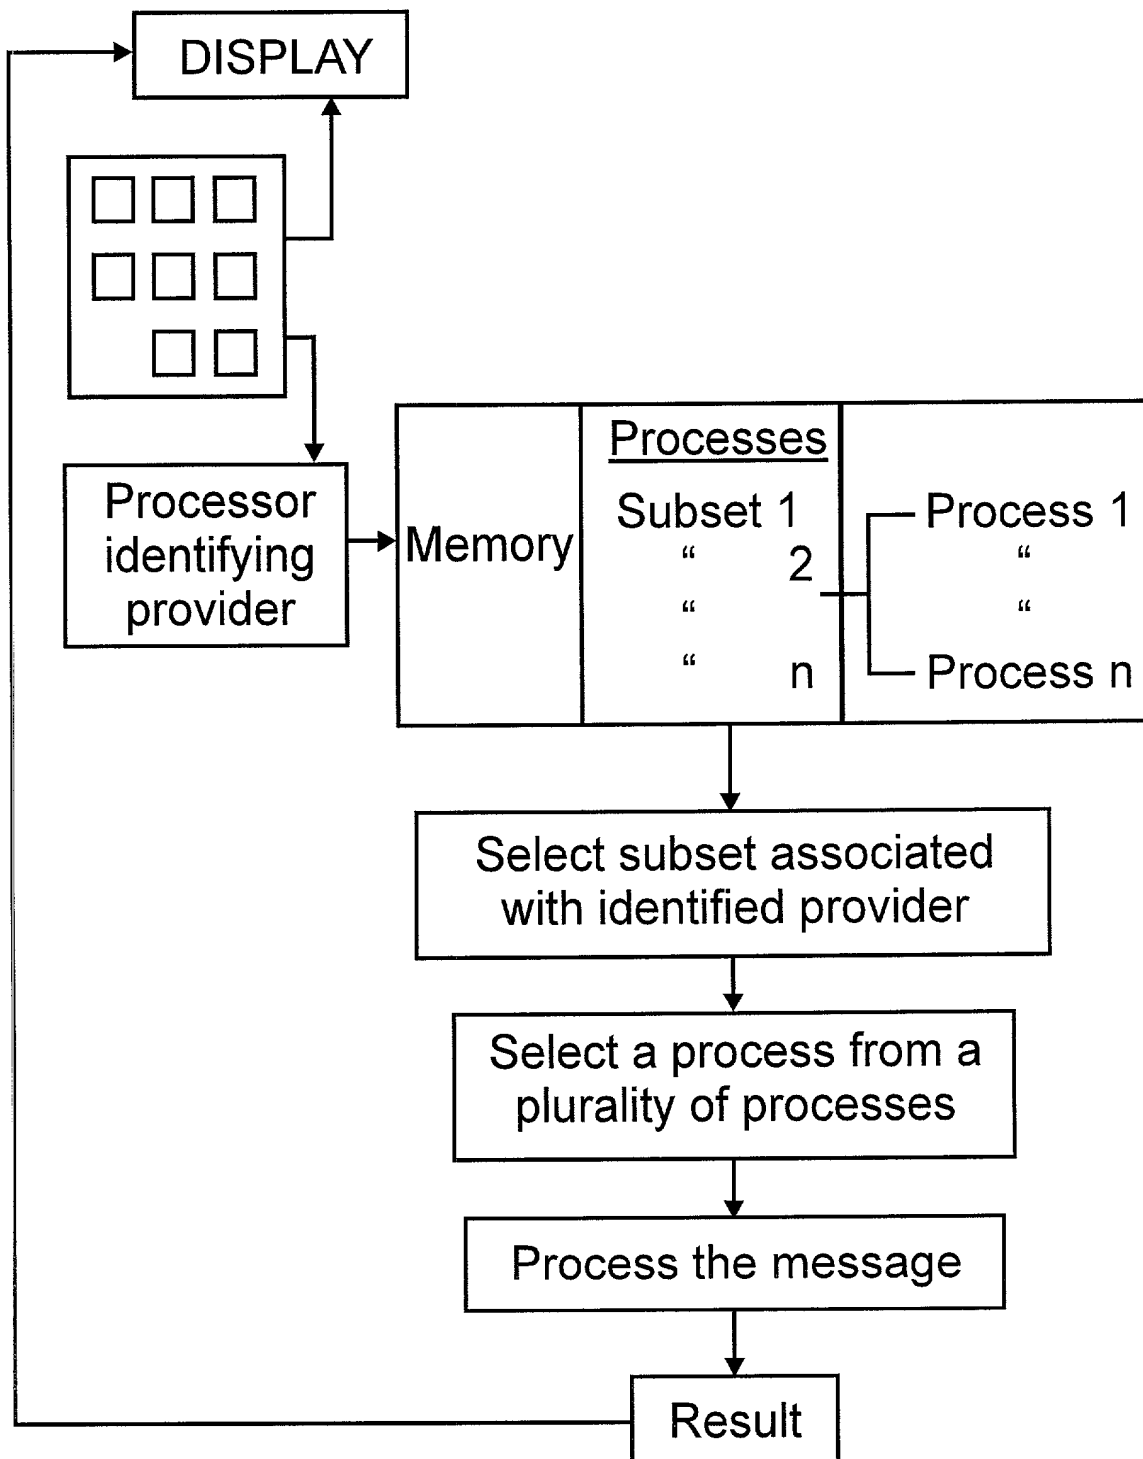 DISPLAY
Processor
identifying
provider
Memory
Processes
Subset 1
“ 2
“
“ n
Process 1
“
“
Process n
Select subset associated
with identified provider
Select a process from a
plurality of processes
Process the message
Result